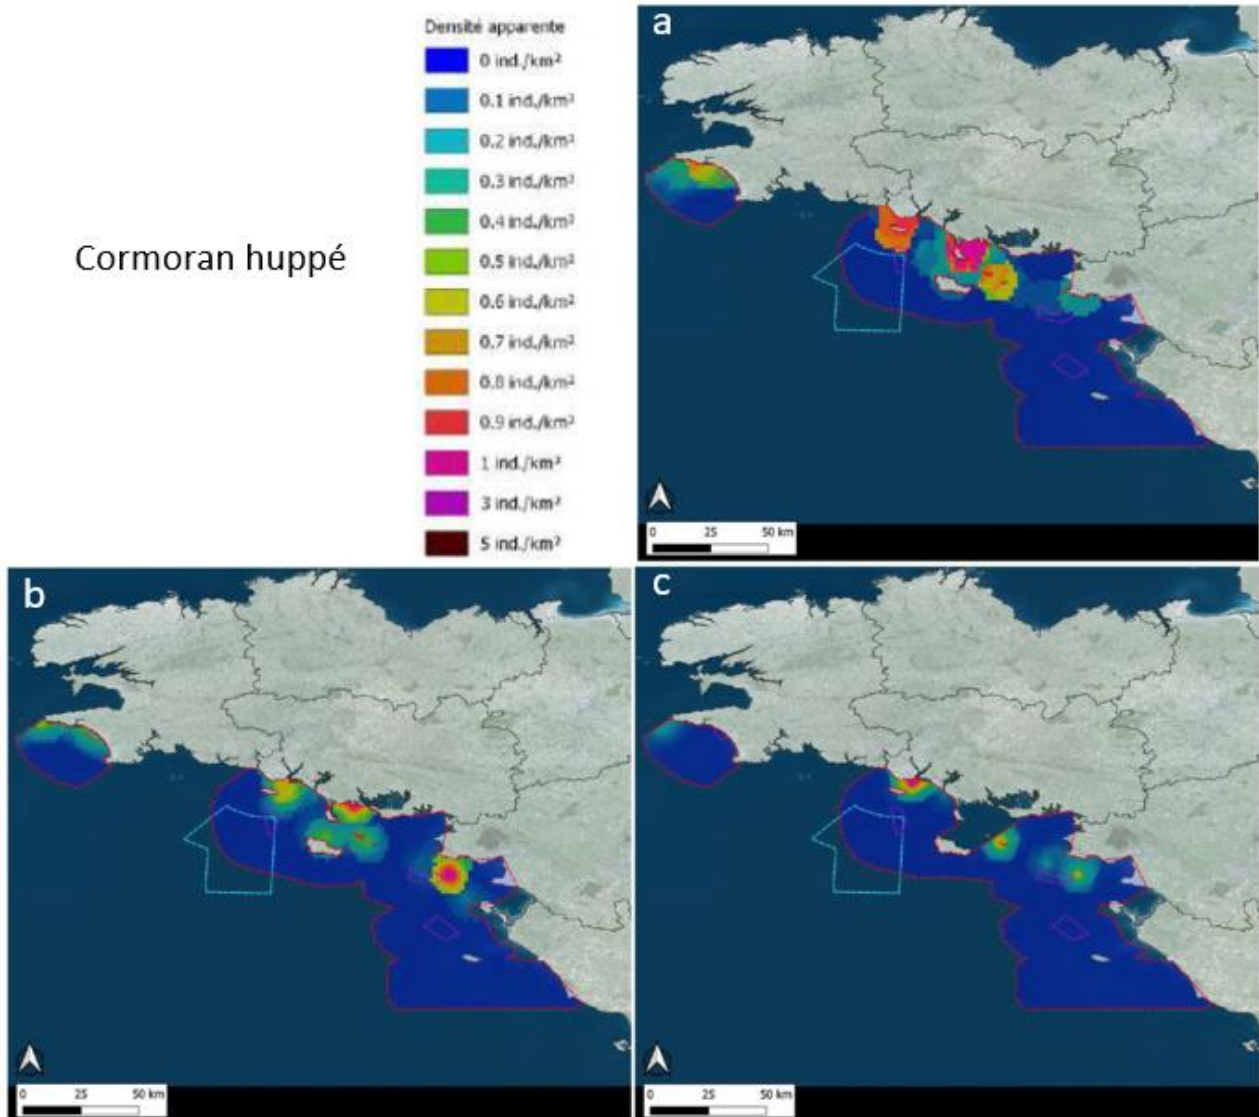 Densité apparente
0 ind./km²
0.1 ind./km²
0.2 ind./km²
0.3 ind./km²
0.4 ind./km²
0.5 ind./km²
0.6 ind./km²
0.7 ind./km²
0.8 ind./km²
0.9 ind./km²
1 ind./km²
3 ind./km²
5 ind./km²
Cormoran huppé
a
0 25 50 km
b
0 25 50 km
c
0 25 50 km